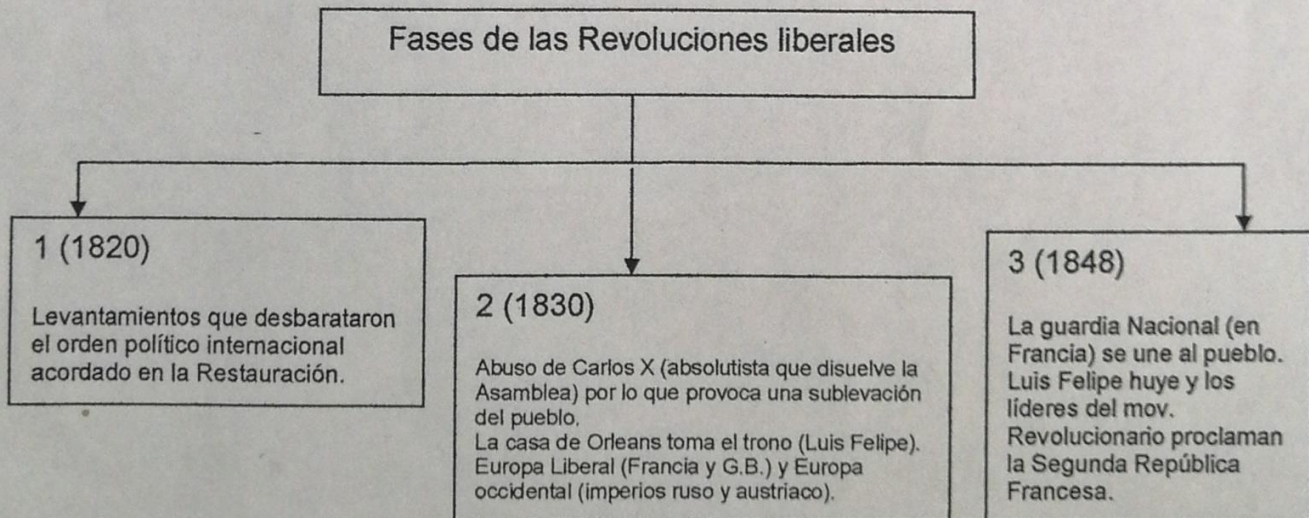 Fases de las Revoluciones liberales
1 (1820)
Levantamientos que desbarataron
el orden político internacional
acordado en la Restauración.
2 (1830)
Abuso de Carlos X (absolutista que disuelve la
Asamblea) por lo que provoca una sublevación
del pueblo.
La casa de Orleans toma el trono (Luis Felipe).
Europa Liberal (Francia y G.B.) y Europa
occidental (imperios ruso y austriaco).
3 (1848)
La guardia Nacional (en
Francia) se une al pueblo.
Luis Felipe huye y los
líderes del mov.
Revolucionario proclaman
la Segunda República
Francesa.